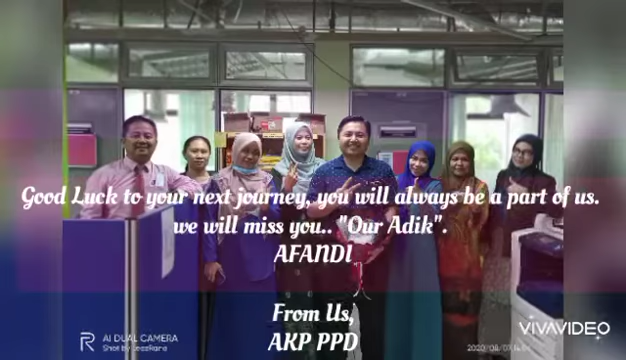 Good Luck to your next journey, you will always be a part of us.
we will miss you.. "Our Adik".
AFANDI
From Us,
AKP PPD
R AI DUAL CAMERA
VIVAVIDEO